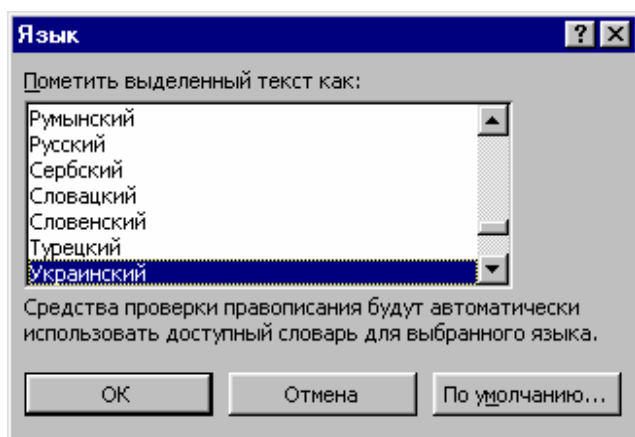 Язык
Пометить выделенный текст как:
Румынский
Русский
Сербский
Словацкий
Словенский
Турецкий
Украинский
Средства проверки правописания будут автоматически
использовать доступный словарь для выбранного языка.
ОК Отмена По умолчанию...